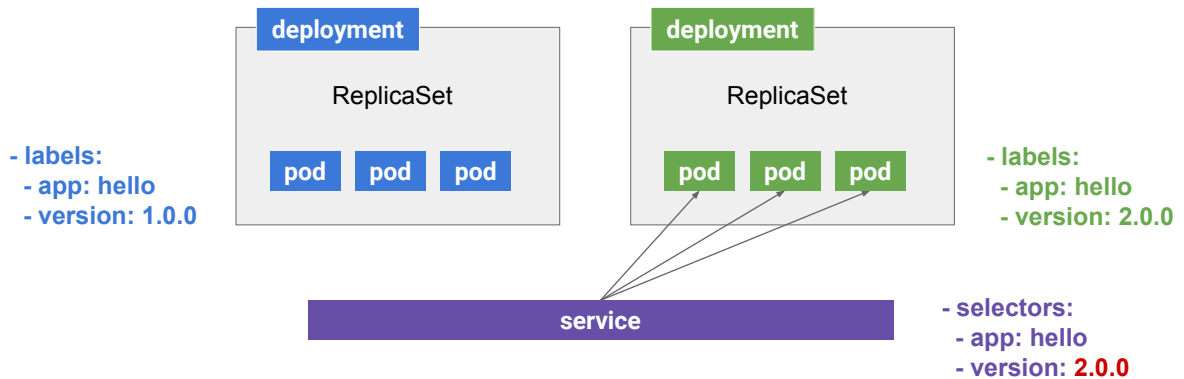 deployment
deployment
ReplicaSet
ReplicaSet
- labels:
- app: hello
- version: 1.0.0
pod pod pod
pod pod pod
- labels:
- app: hello
- version: 2.0.0
service
- selectors:
- app: hello
- version: 2.0.0